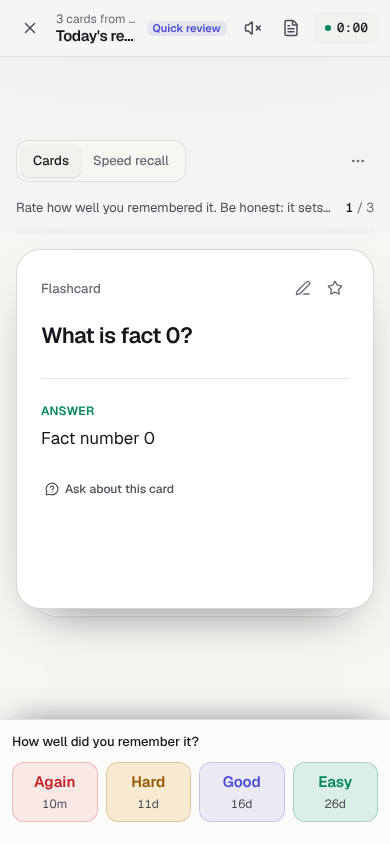 3 cards from ...
Today's re...
Quick review
0:00
Cards
Speed recall
Rate how well you remembered it. Be honest: it sets...
1 / 3
Flashcard
What is fact 0?
ANSWER
Fact number 0
Ask about this card
How well did you remember it?
Again
10m
Hard
11d
Good
16d
Easy
26d